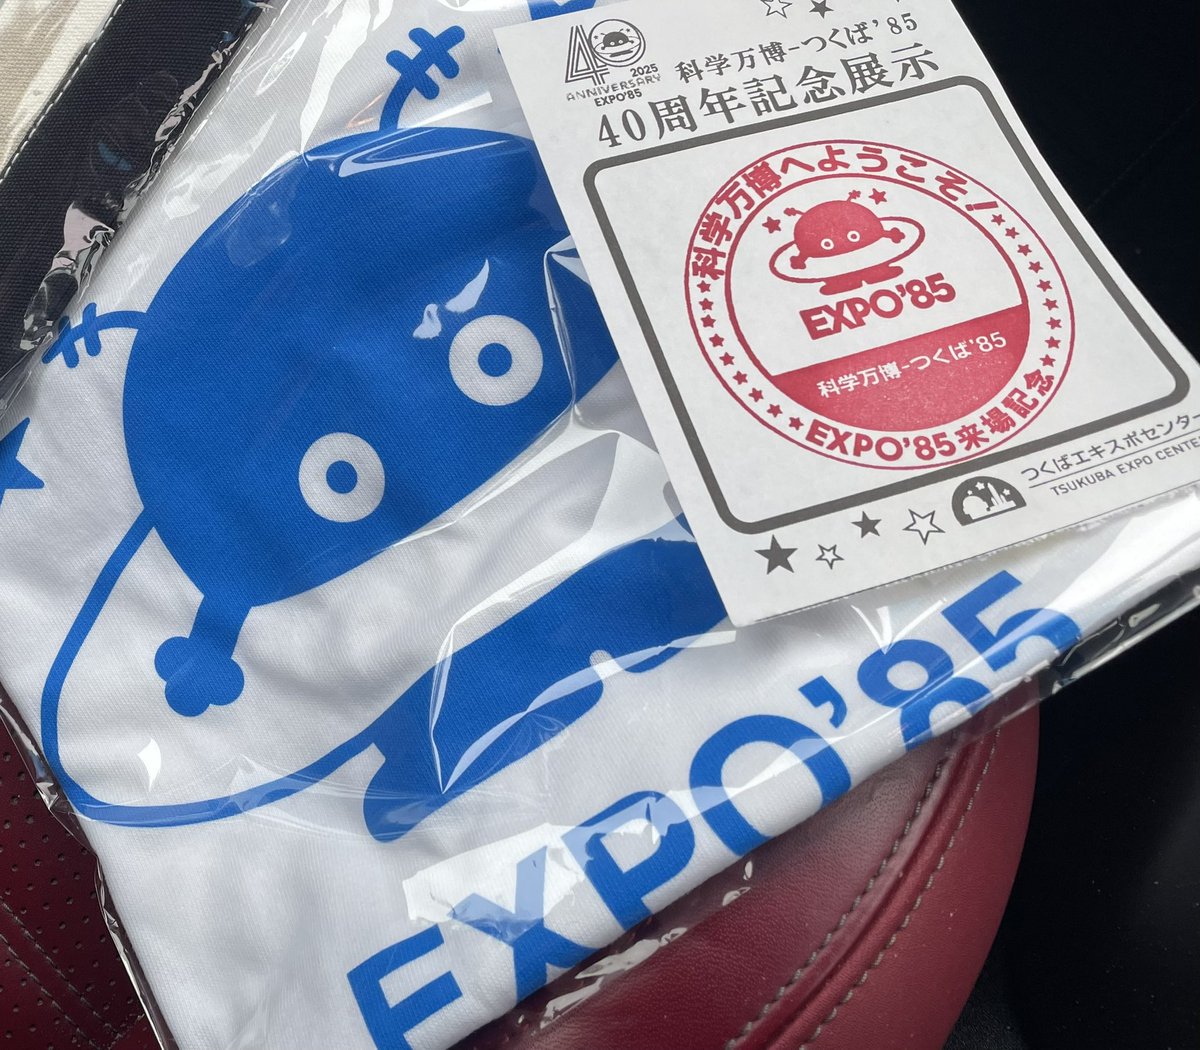 40
2025
ANNIVERSARY
EXPO'85
科学万博-つくば'85
40周年記念展示
科学万博へようこそ!
EXPO'85
科学万博-つくば'85
EXPO'85来場記念
つくばエキスポセンター
TSUKUBA EXPO CENTE
EXPO'85